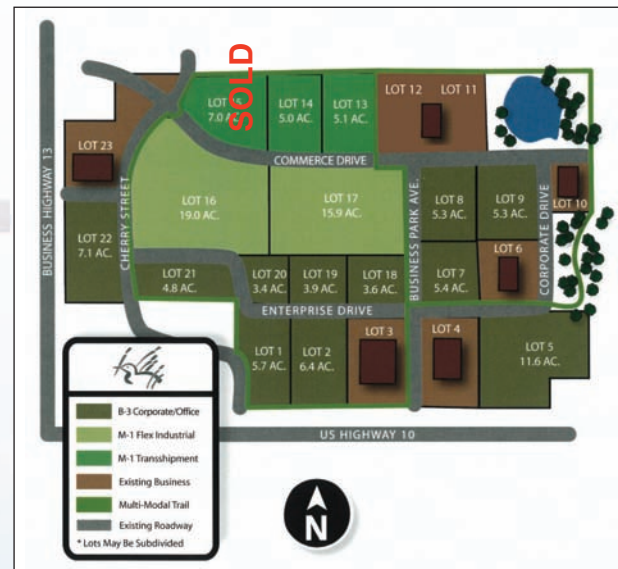 SOLD
LOT
7.0 AC.
LOT 14
5.0 AC.
LOT 13
5.1 AC.
LOT 12
LOT 11
LOT 23
COMMERCE DRIVE
LOT 16
19.0 AC.
LOT 17
15.9 AC.
LOT 8
5.3 AC.
LOT 9
5.3 AC.
LOT 10
BUSINESS HIGHWAY 13
CHERRY STREET
BUSINESS PARK AVE.
CORPORATE DRIVE
LOT 22
7.1 AC.
LOT 21
4.8 AC.
LOT 20
3.4 AC.
LOT 19
3.9 AC.
LOT 18
3.6 AC.
LOT 7
5.4 AC.
LOT 6
ENTERPRISE DRIVE
LOT 1
5.7 AC.
LOT 2
6.4 AC.
LOT 3
LOT 4
LOT 5
11.6 AC.
B-3 Corporate/Office
M-1 Flex Industrial
M-1 Transshipment
Existing Business
Multi-Modal Trail
Existing Roadway
* Lots May Be Subdivided
US HIGHWAY 10
N